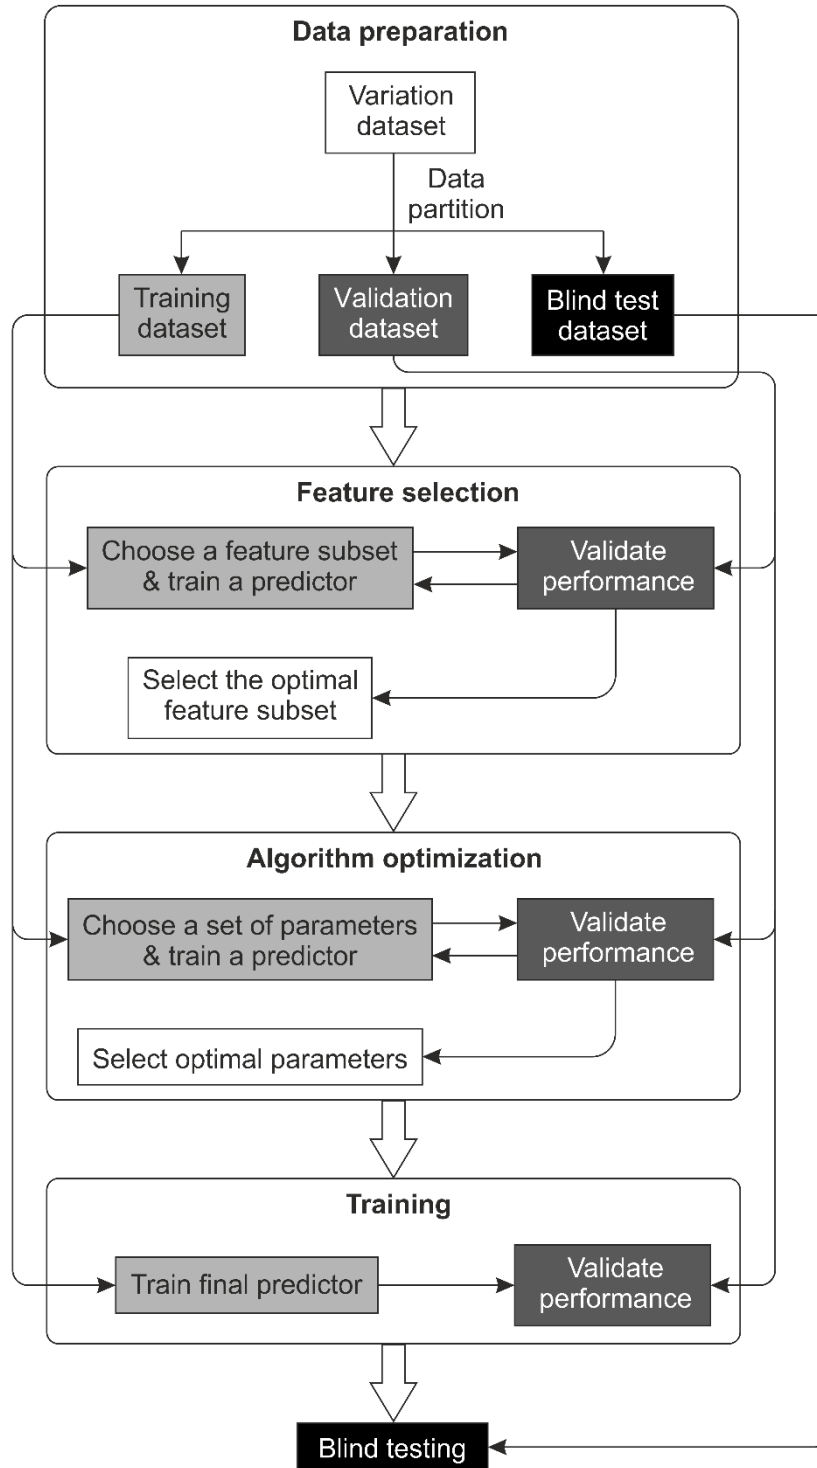 Data preparation
Variation
dataset
Data
partition
Training
dataset
Validation
dataset
Blind test
dataset
Feature selection
Choose a feature subset
& train a predictor
Validate
performance
Select the optimal
feature subset
Algorithm optimization
Choose a set of parameters
& train a predictor
Validate
performance
Select optimal parameters
Training
Train final predictor
Validate
performance
Blind testing